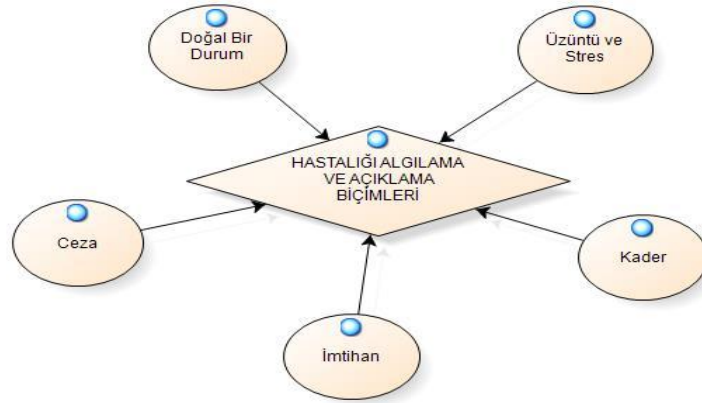 Doğal Bir
Durum
Üzüntü ve
Stres
HASTALIĞI ALGILAMA
VE AÇIKLAMA
BİÇİMLERİ
Ceza
Kader
İmtihan